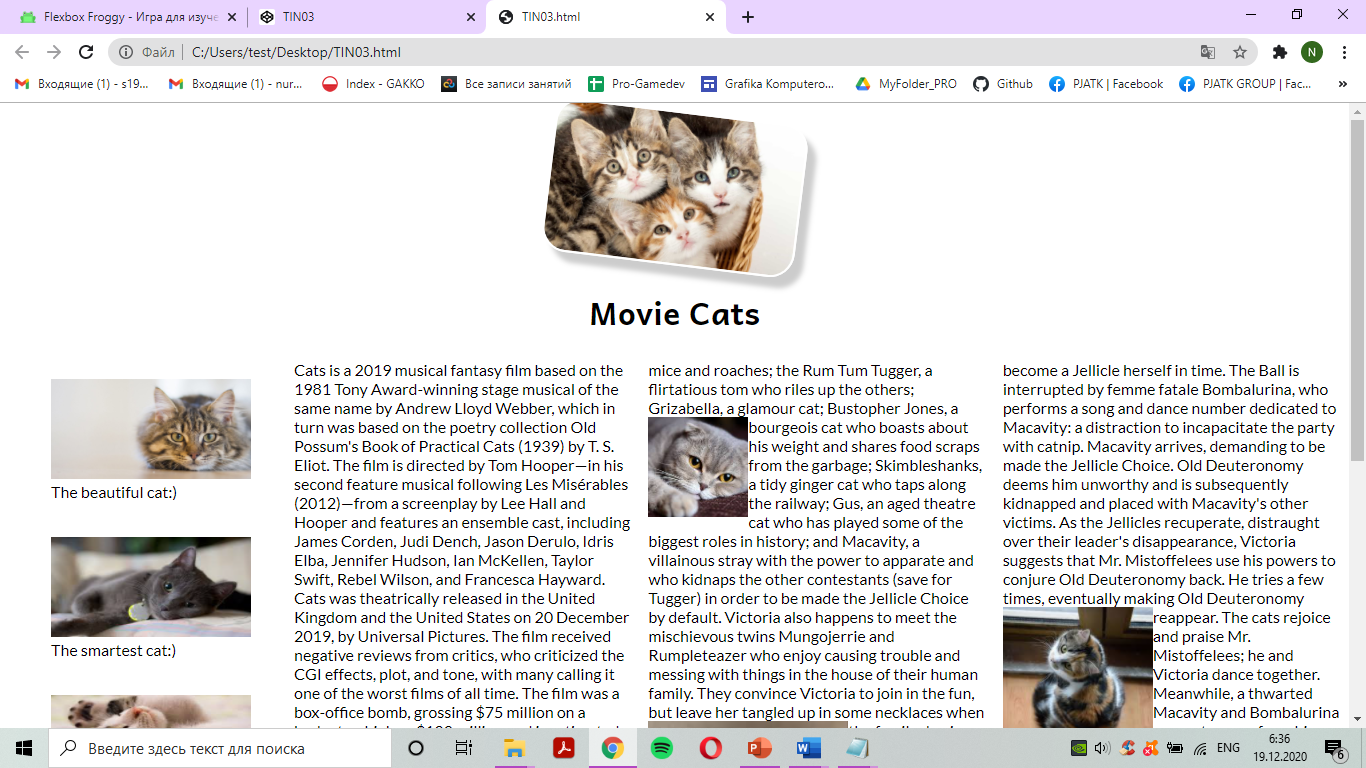 Flexbox Froggy - Игра для изуче
TIN03
TIN03.html
Файл
C:/Users/test/Desktop/TIN03.html
N
Входящие (1) - s19...
Входящие (1) - nur...
Index - GAKKO
Все записи занятий
Pro-Gamedev
Grafika Komputero...
MyFolder_PRO
Github
PJATK | Facebook
PJATK GROUP | Fac...
Movie Cats
The beautiful cat:)
The smartest cat:)
Cats is a 2019 musical fantasy film based on the
1981 Tony Award-winning stage musical of the
same name by Andrew Lloyd Webber, which in
turn was based on the poetry collection Old
Possum's Book of Practical Cats (1939) by T. S.
Eliot. The film is directed by Tom Hooper—in his
second feature musical following Les Misérables
(2012)—from a screenplay by Lee Hall and
Hooper and features an ensemble cast, including
James Corden, Judi Dench, Jason Derulo, Idris
Elba, Jennifer Hudson, Ian McKellen, Taylor
Swift, Rebel Wilson, and Francesca Hayward.
Cats was theatrically released in the United
Kingdom and the United States on 20 December
2019, by Universal Pictures. The film received
negative reviews from critics, who criticized the
CGI effects, plot, and tone, with many calling it
one of the worst films of all time. The film was a
box-office bomb, grossing $75 million on a
mice and roaches; the Rum Tum Tugger, a
flirtatious tom who riles up the others;
Grizabella, a glamour cat; Bustopher Jones, a
bourgeois cat who boasts about
his weight and shares food scraps
from the garbage; Skimbleshanks,
a tidy ginger cat who taps along
the railway; Gus, an aged theatre
cat who has played some of the
biggest roles in history; and Macavity, a
villainous stray with the power to apparate and
who kidnaps the other contestants (save for
Tugger) in order to be made the Jellicle Choice
by default. Victoria also happens to meet the
mischievous twins Mungojerrie and
Rumpleteazer who enjoy causing trouble and
messing with things in the house of their human
family. They convince Victoria to join in the fun,
but leave her tangled up in some necklaces when
become a Jellicle herself in time. The Ball is
interrupted by femme fatale Bombalurina, who
performs a song and dance number dedicated to
Macavity: a distraction to incapacitate the party
with catnip. Macavity arrives, demanding to be
made the Jellicle Choice. Old Deuteronomy
deems him unworthy and is subsequently
kidnapped and placed with Macavity's other
victims. As the Jellicles recuperate, distraught
over their leader's disappearance, Victoria
suggests that Mr. Mistoffelees use his powers to
conjure Old Deuteronomy back. He tries a few
times, eventually making Old Deuteronomy
reappear. The cats rejoice
and praise Mr.
Mistoffelees; he and
Victoria dance together.
Meanwhile, a thwarted
Macavity and Bombalurina
Введите здесь текст для поиска
ENG
6:36
19.12.2020
6